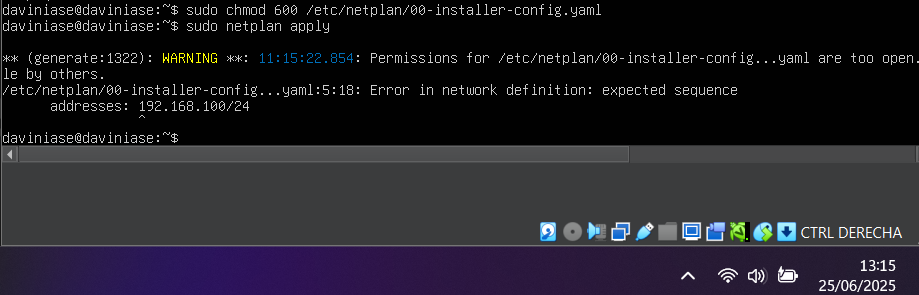 daviniase@daviniase:~$ sudo chmod 600 /etc/netplan/00-installer-config.yaml
daviniase@daviniase:~$ sudo netplan apply
** (generate:1322): WARNING **: 11:15:22.854: Permissions for /etc/netplan/00-installer-config...yaml are too open.
le by others.
/etc/netplan/00-installer-config...yaml:5:18: Error in network definition: expected sequence
addresses: 192.168.100/24
^
daviniase@daviniase:~$
CTRL DERECHA
13:15
25/06/2025